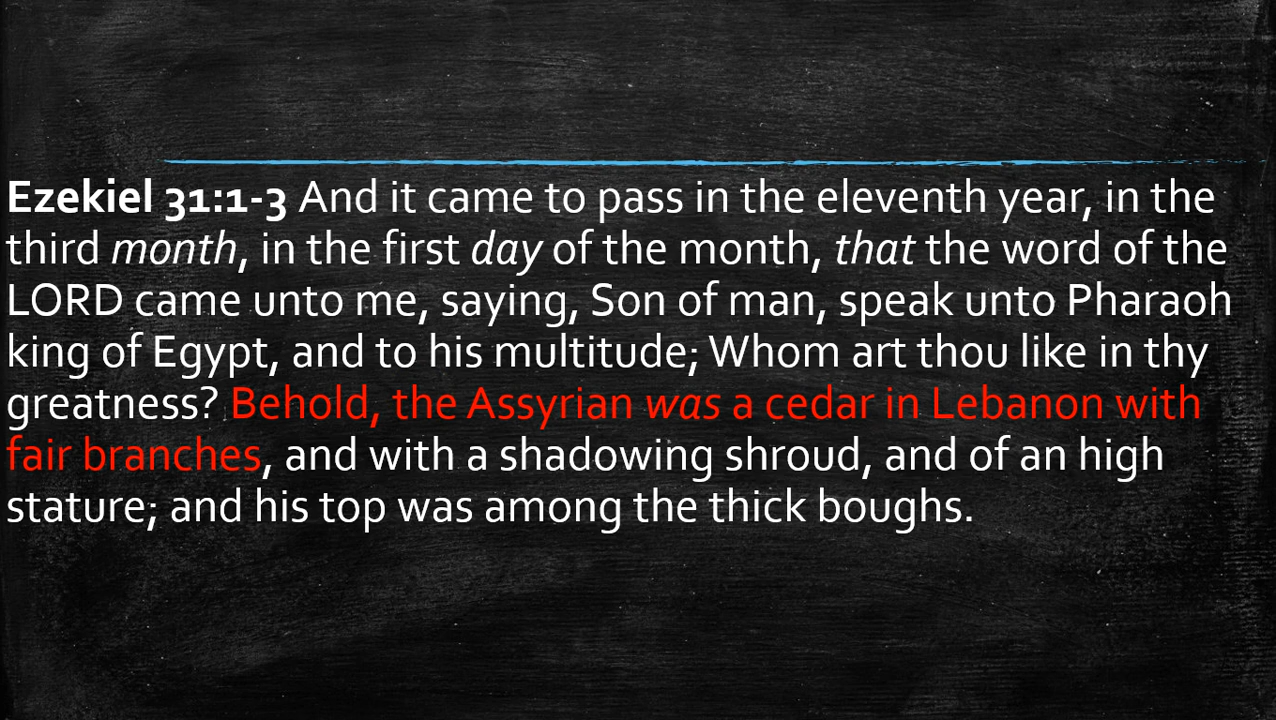 Ezekiel 31:1-3 And it came to pass in the eleventh year, in the
third month, in the first day of the month, that the word of the
LORD came unto me, saying, Son of man, speak unto Pharaoh
king of Egypt, and to his multitude; Whom art thou like in thy
greatness? Behold, the Assyrian was a cedar in Lebanon with
fair branches, and with a shadowing shroud, and of an high
stature; and his top was among the thick boughs.